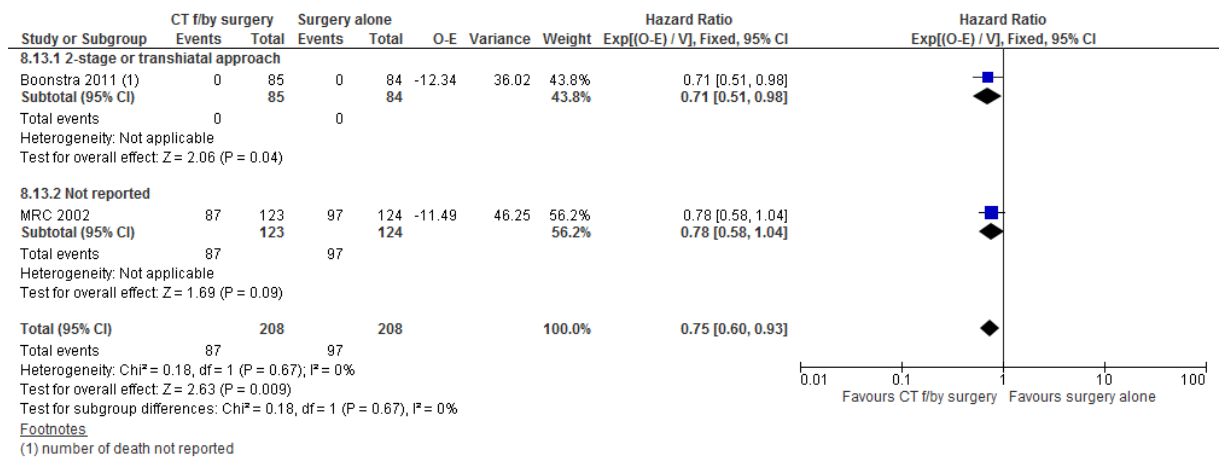 CT f/by surgery Surgery alone Hazard Ratio Hazard Ratio
Study or Subgroup Events Total Events Total O-E Variance Weight Exp[(O-E) / V], Fixed, 95% CI Exp[(O-E) / V], Fixed, 95% CI
8.13.1 2-stage or transhiatal approach
Boonstra 2011 (1) 0 85 0 84 -12.34 36.02 43.8% 0.71 [0.51, 0.98]
Subtotal (95% CI) 85 84 43.8% 0.71 [0.51, 0.98]
Total events 0 0
Heterogeneity: Not applicable
Test for overall effect: Z = 2.06 (P = 0.04)
8.13.2 Not reported
MRC 2002 87 123 97 124 -11.49 46.25 56.2% 0.78 [0.58, 1.04]
Subtotal (95% CI) 123 124 56.2% 0.78 [0.58, 1.04]
Total events 87 97
Heterogeneity: Not applicable
Test for overall effect: Z = 1.69 (P = 0.09)
Total (95% CI) 208 208 100.0% 0.75 [0.60, 0.93]
Total events 87 97
Heterogeneity: Chi² = 0.18, df = 1 (P = 0.67); I² = 0%
Test for overall effect: Z = 2.63 (P = 0.009)
Test for subgroup differences: Chi² = 0.18, df = 1 (P = 0.67), I² = 0%
0.01 0.1 1 10 100
Favours CT f/by surgery Favours surgery alone
Footnotes
(1) number of death not reported